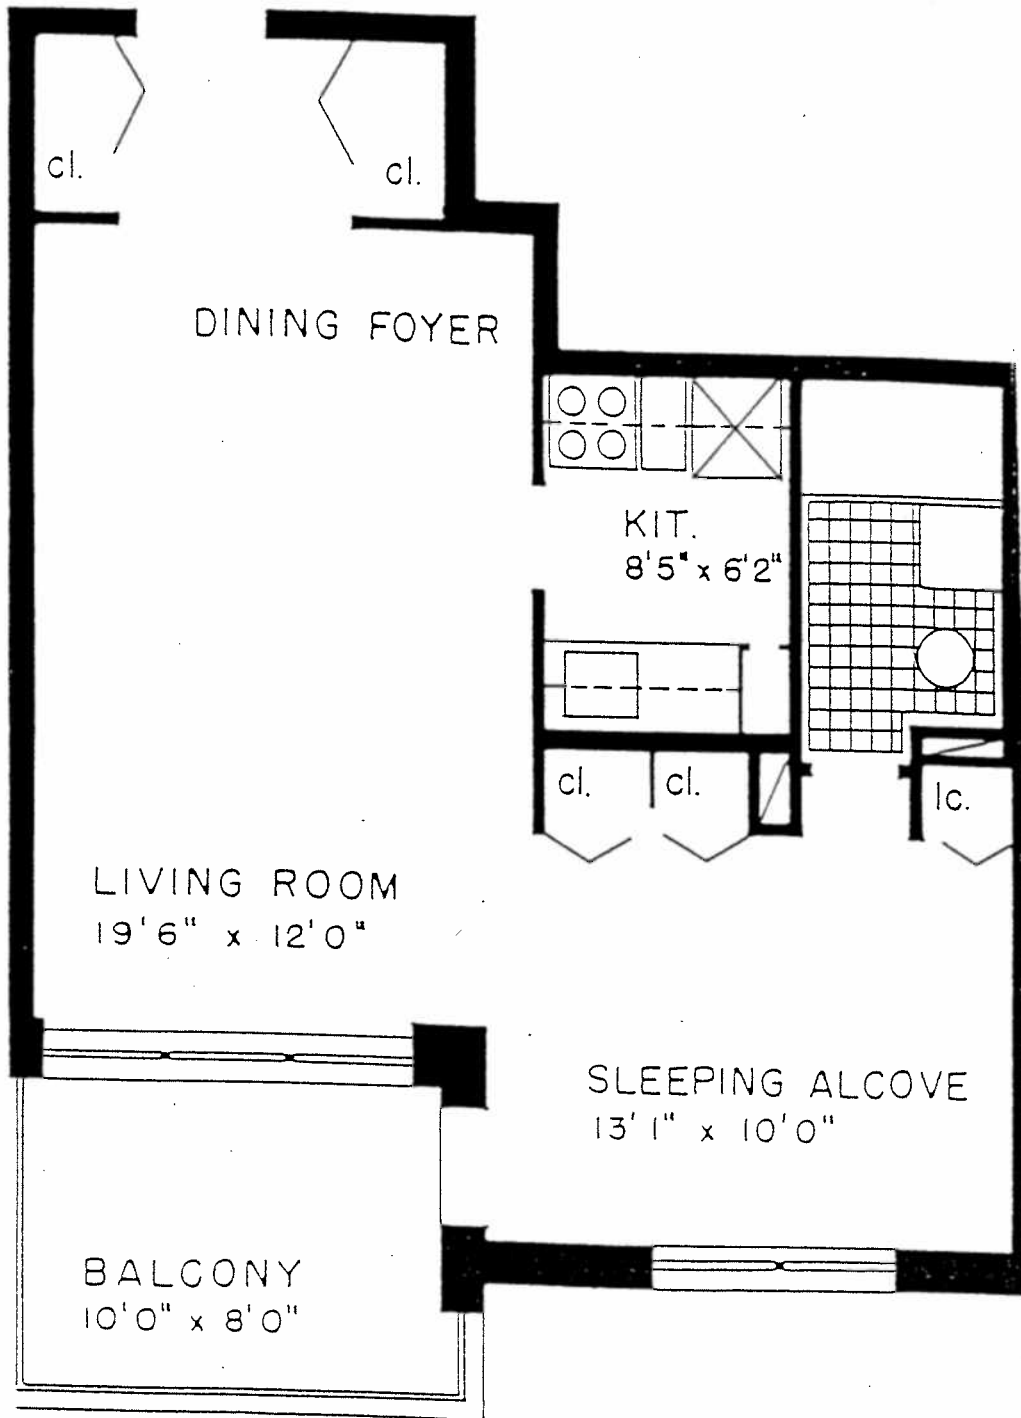 cl.
cl.
DINING FOYER
KIT.
8'5" x 6'2"
cl.
cl.
lc.
LIVING ROOM
19'6" x 12'0"
SLEEPING ALCOVE
13'1" x 10'0"
BALCONY
10'0" x 8'0"